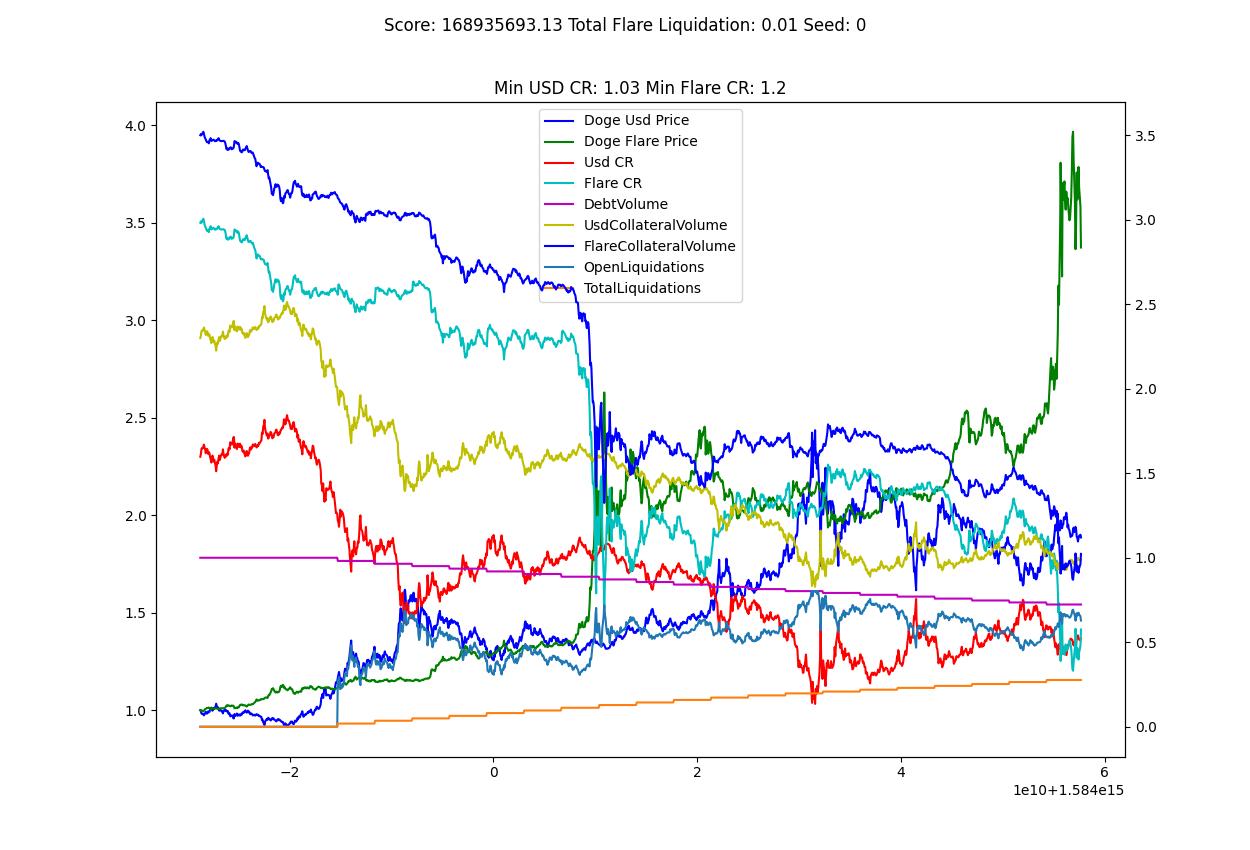 Score: 168935693.13 Total Flare Liquidation: 0.01 Seed: 0
Min USD CR: 1.03 Min Flare CR: 1.2
Doge Usd Price
Doge Flare Price
Usd CR
Flare CR
DebtVolume
UsdCollateralVolume
FlareCollateralVolume
OpenLiquidations
TotalLiquidations
4.0
3.5
3.0
2.5
2.0
1.5
1.0
3.5
3.0
2.5
2.0
1.5
1.0
0.5
0.0
−2
0
2
4
6
1e10+1.584e15